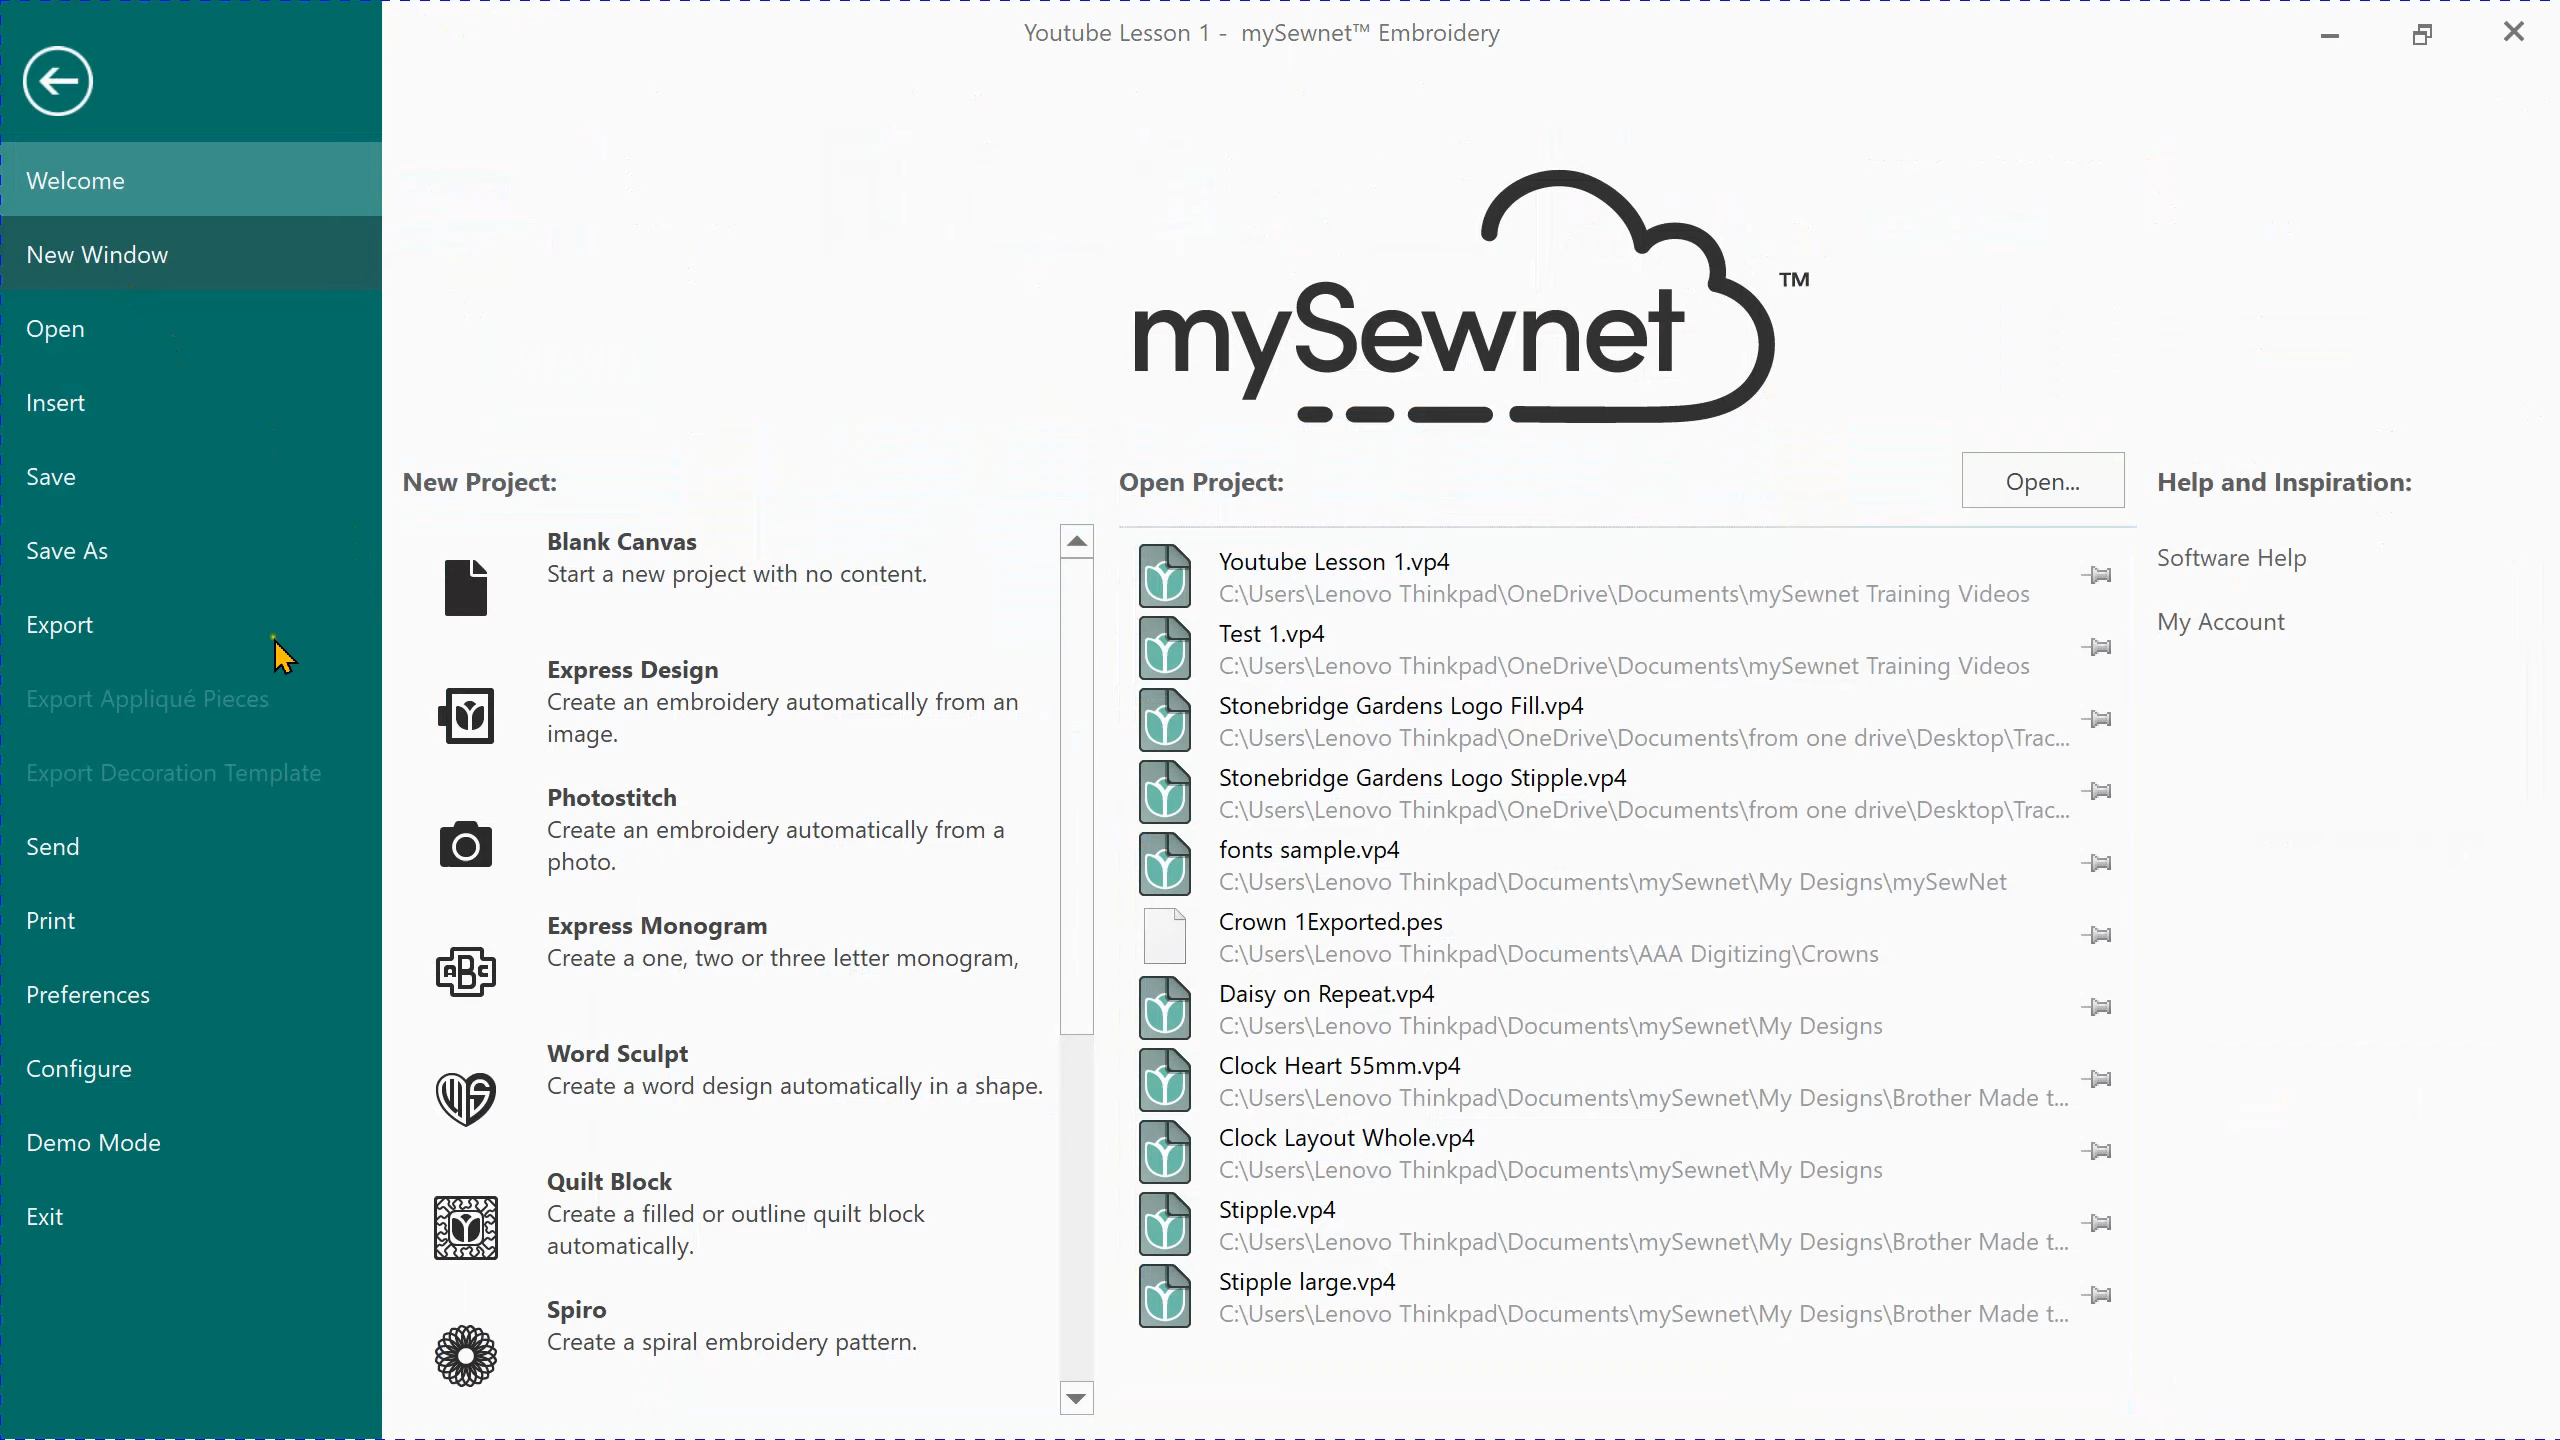 Youtube Lesson 1 - mySewnet™ Embroidery
Welcome
New Window
Open
Insert
Save
Save As
Export
Export Appliqué Pieces
Export Decoration Template
Send
Print
Preferences
Configure
Demo Mode
Exit
mySewnet™
New Project:
Blank Canvas
Start a new project with no content.
Express Design
Create an embroidery automatically from an
image.
Photostitch
Create an embroidery automatically from a
photo.
Express Monogram
ABC
Create a one, two or three letter monogram,
Word Sculpt
Create a word design automatically in a shape.
Quilt Block
Create a filled or outline quilt block
automatically.
Spiro
Create a spiral embroidery pattern.
Open Project:
Open...
Youtube Lesson 1.vp4
C:\Users\Lenovo Thinkpad\OneDrive\Documents\mySewnet Training Videos
Test 1.vp4
C:\Users\Lenovo Thinkpad\OneDrive\Documents\mySewnet Training Videos
Stonebridge Gardens Logo Fill.vp4
C:\Users\Lenovo Thinkpad\OneDrive\Documents\from one drive\Desktop\Trac...
Stonebridge Gardens Logo Stipple.vp4
C:\Users\Lenovo Thinkpad\OneDrive\Documents\from one drive\Desktop\Trac...
fonts sample.vp4
C:\Users\Lenovo Thinkpad\Documents\mySewnet\My Designs\mySewNet
Crown 1Exported.pes
C:\Users\Lenovo Thinkpad\Documents\AAA Digitizing\Crowns
Daisy on Repeat.vp4
C:\Users\Lenovo Thinkpad\Documents\mySewnet\My Designs
Clock Heart 55mm.vp4
C:\Users\Lenovo Thinkpad\Documents\mySewnet\My Designs\Brother Made t...
Clock Layout Whole.vp4
C:\Users\Lenovo Thinkpad\Documents\mySewnet\My Designs
Stipple.vp4
C:\Users\Lenovo Thinkpad\Documents\mySewnet\My Designs\Brother Made t...
Stipple large.vp4
C:\Users\Lenovo Thinkpad\Documents\mySewnet\My Designs\Brother Made t...
Help and Inspiration:
Software Help
My Account